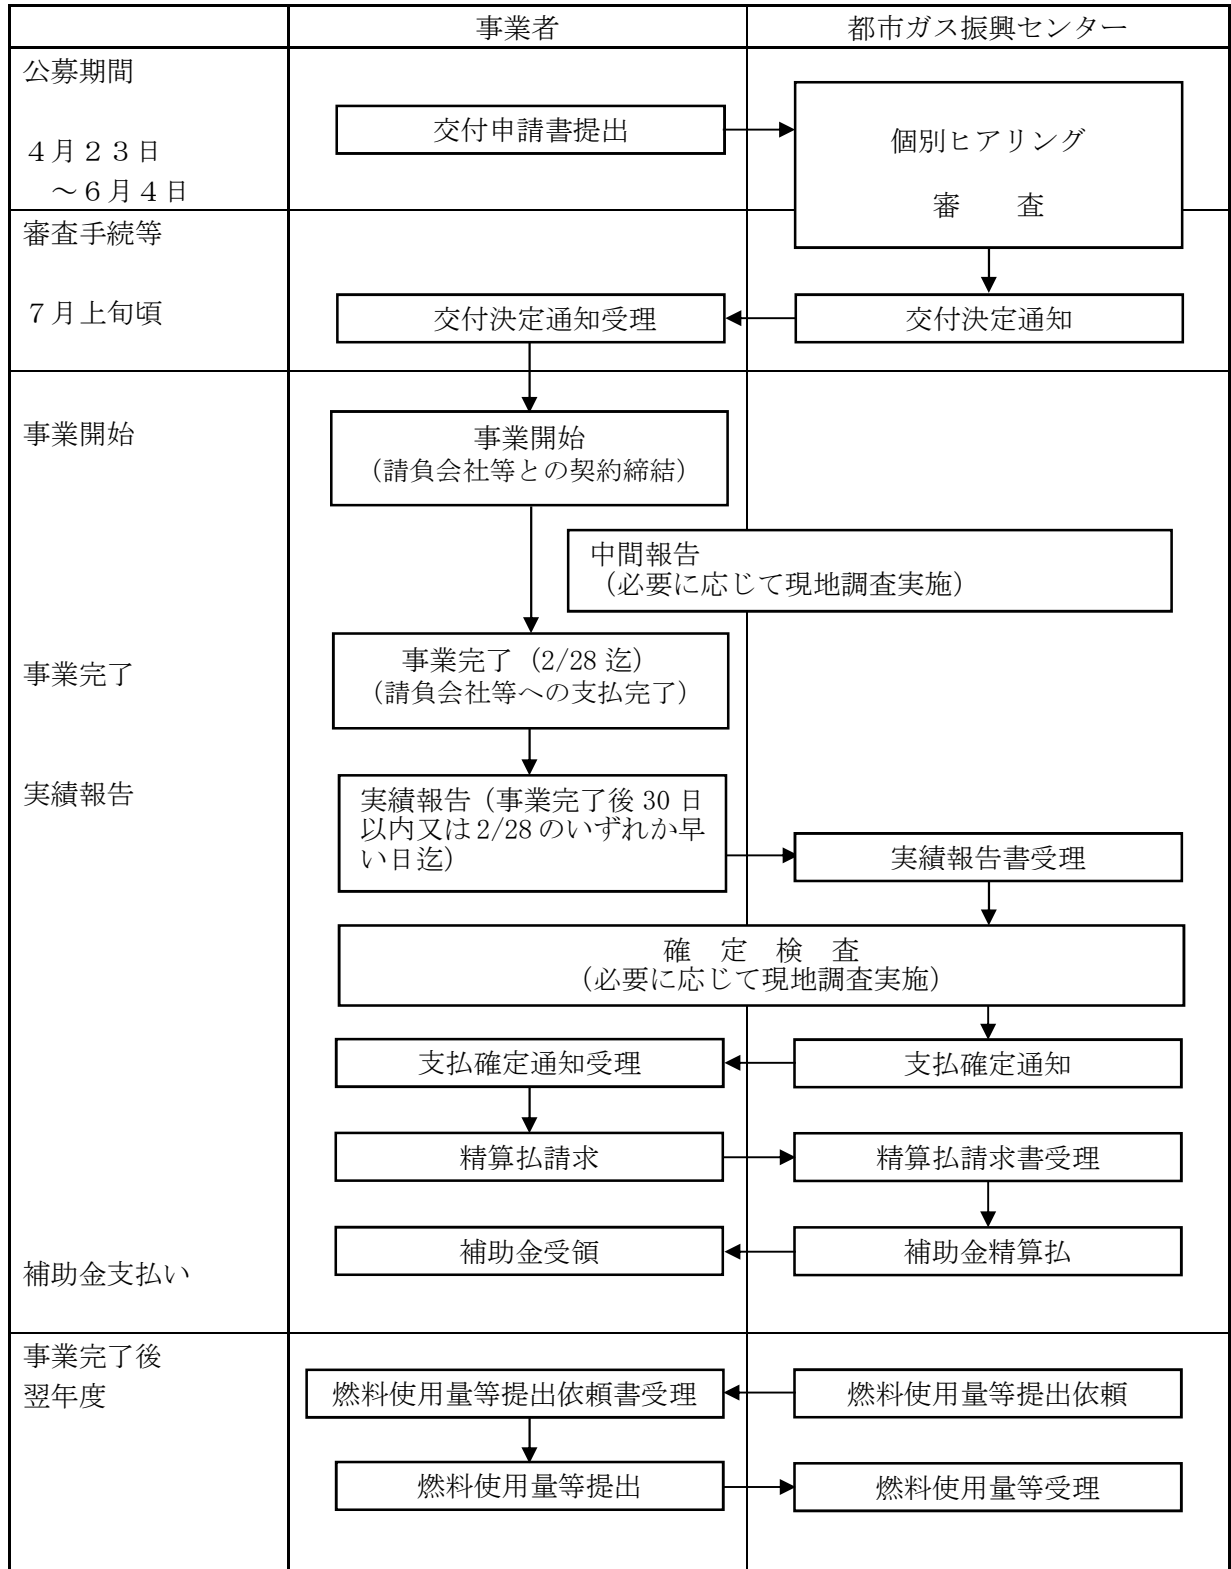 事業者
都市ガス振興センター
公募期間
４月２３日
～６月４日
交付申請書提出
個別ヒアリング
審　　査
審査手続等
７月上旬頃
交付決定通知受理
交付決定通知
事業開始
事業開始
（請負会社等との契約締結）
中間報告
（必要に応じて現地調査実施）
事業完了
事業完了（2/28 迄）
（請負会社等への支払完了）
実績報告
実績報告（事業完了後 30 日
以内又は 2/28 のいずれか早
い日迄）
実績報告書受理
確　定　検　査
（必要に応じて現地調査実施）
支払確定通知受理
支払確定通知
精算払請求
精算払請求書受理
補助金支払い
補助金受領
補助金精算払
事業完了後
翌年度
燃料使用量等提出依頼書受理
燃料使用量等提出依頼
燃料使用量等提出
燃料使用量等受理